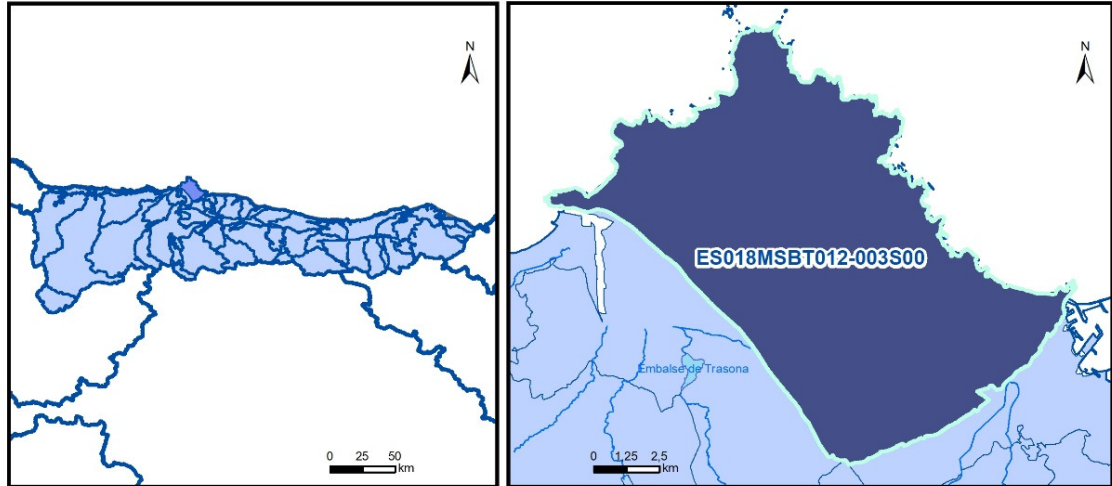 N
0 25 50
km
N
ES018MSBT012-003S00
Embalse de Trasona
0 1,25 2,5
km